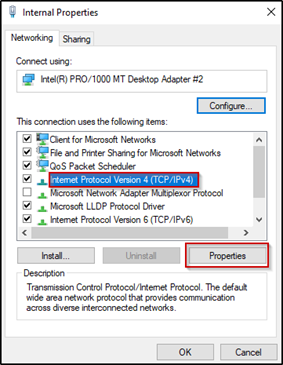 Internal Properties
Networking
Sharing
Connect using:
Intel(R) PRO/1000 MT Desktop Adapter #2
Configure...
This connection uses the following items:
Client for Microsoft Networks
File and Printer Sharing for Microsoft Networks
QoS Packet Scheduler
Internet Protocol Version 4 (TCP/IPv4)
Microsoft Network Adapter Multiplexor Protocol
Microsoft LLDP Protocol Driver
Internet Protocol Version 6 (TCP/IPv6)
Install...
Uninstall
Properties
Description
Transmission Control Protocol/Internet Protocol. The default
wide area network protocol that provides communication
across diverse interconnected networks.
OK
Cancel